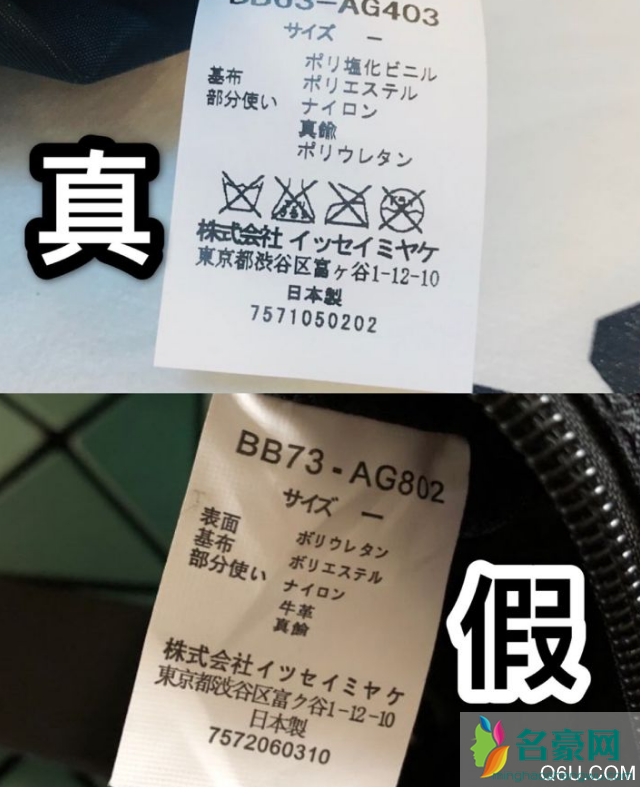 BB63-AG403
サイズ ー
ポリ塩化ビニル
基布 ポリエステル
部分使い ナイロン
真鍮
ポリウレタン
株式会社 イッセイミヤケ
東京都渋谷区富ヶ谷1-12-10
日本製
7571050202
真
BB73-AG802
サイズ ー
表面 ポリウレタン
基布 ポリエステル
部分使い ナイロン
牛革
真鍮
株式会社イッセイミヤケ
東京都渋谷区富ク谷1-12-10
日本製
7572060310
假
名豪网
Q6U.COM